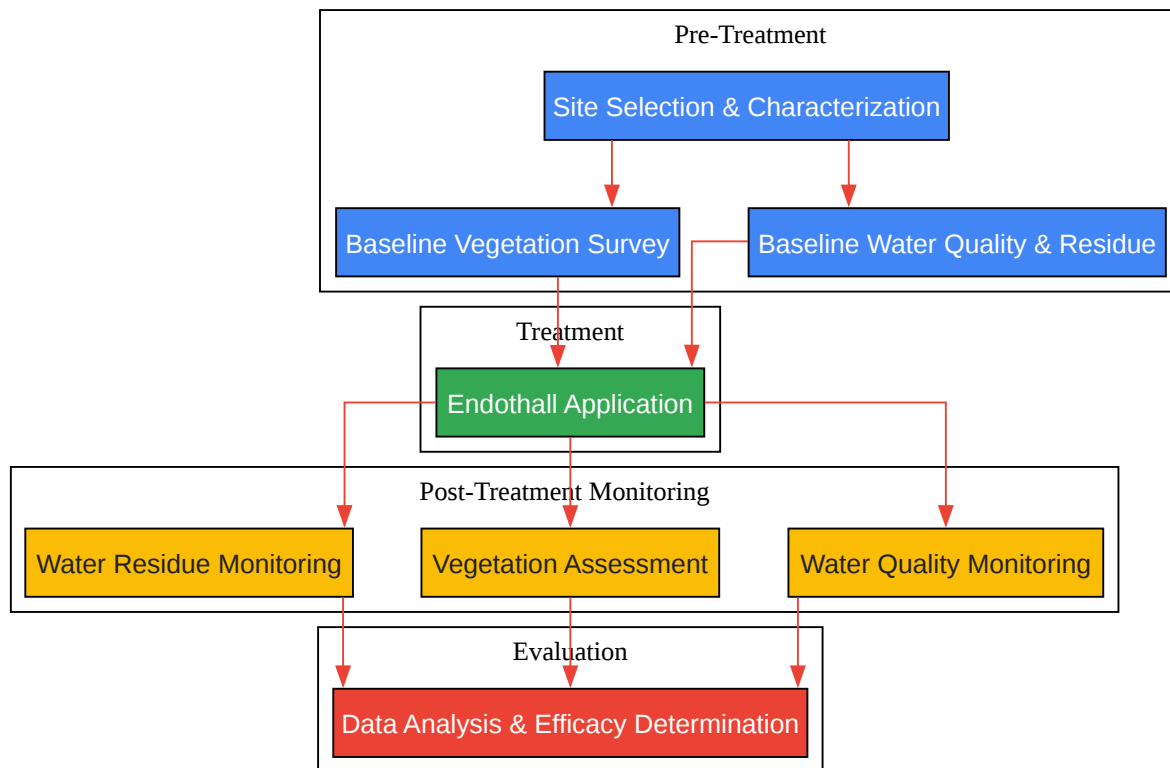 Pre-Treatment
Site Selection & Characterization
Baseline Vegetation Survey
Baseline Water Quality & Residue
Treatment
Endothall Application
Post-Treatment Monitoring
Water Residue Monitoring
Vegetation Assessment
Water Quality Monitoring
Evaluation
Data Analysis & Efficacy Determination